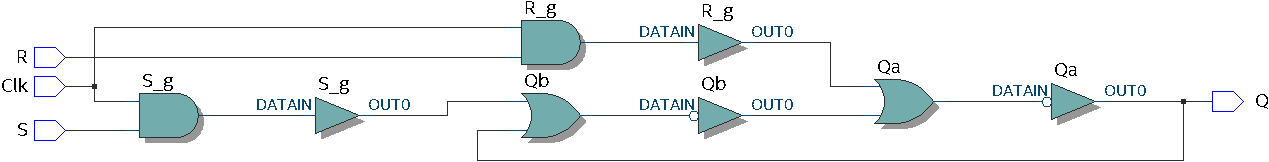 R_g
R_g
DATAIN OUT0
R
Clk
S_g
S_g
Qb
Qb
Qa
Qa
DATAIN OUT0
DATAIN OUT0
DATAIN OUT0
Q
S